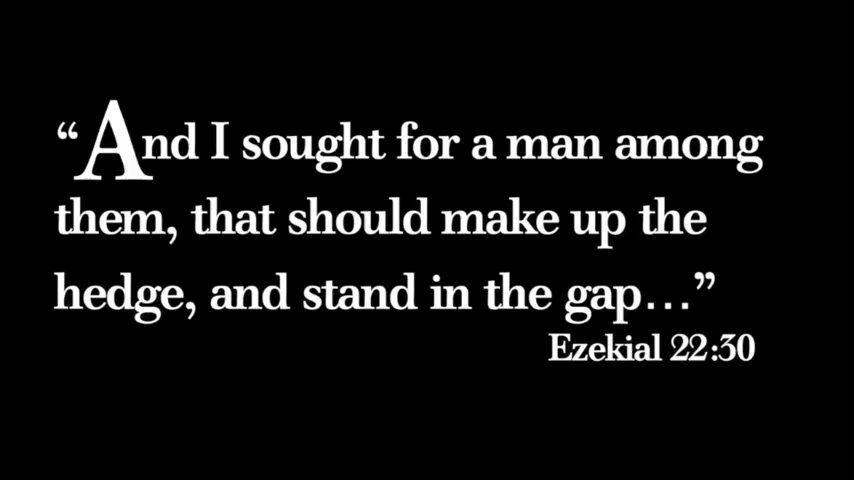 “And I sought for a man among
them, that should make up the
hedge, and stand in the gap...”
Ezekial 22:30